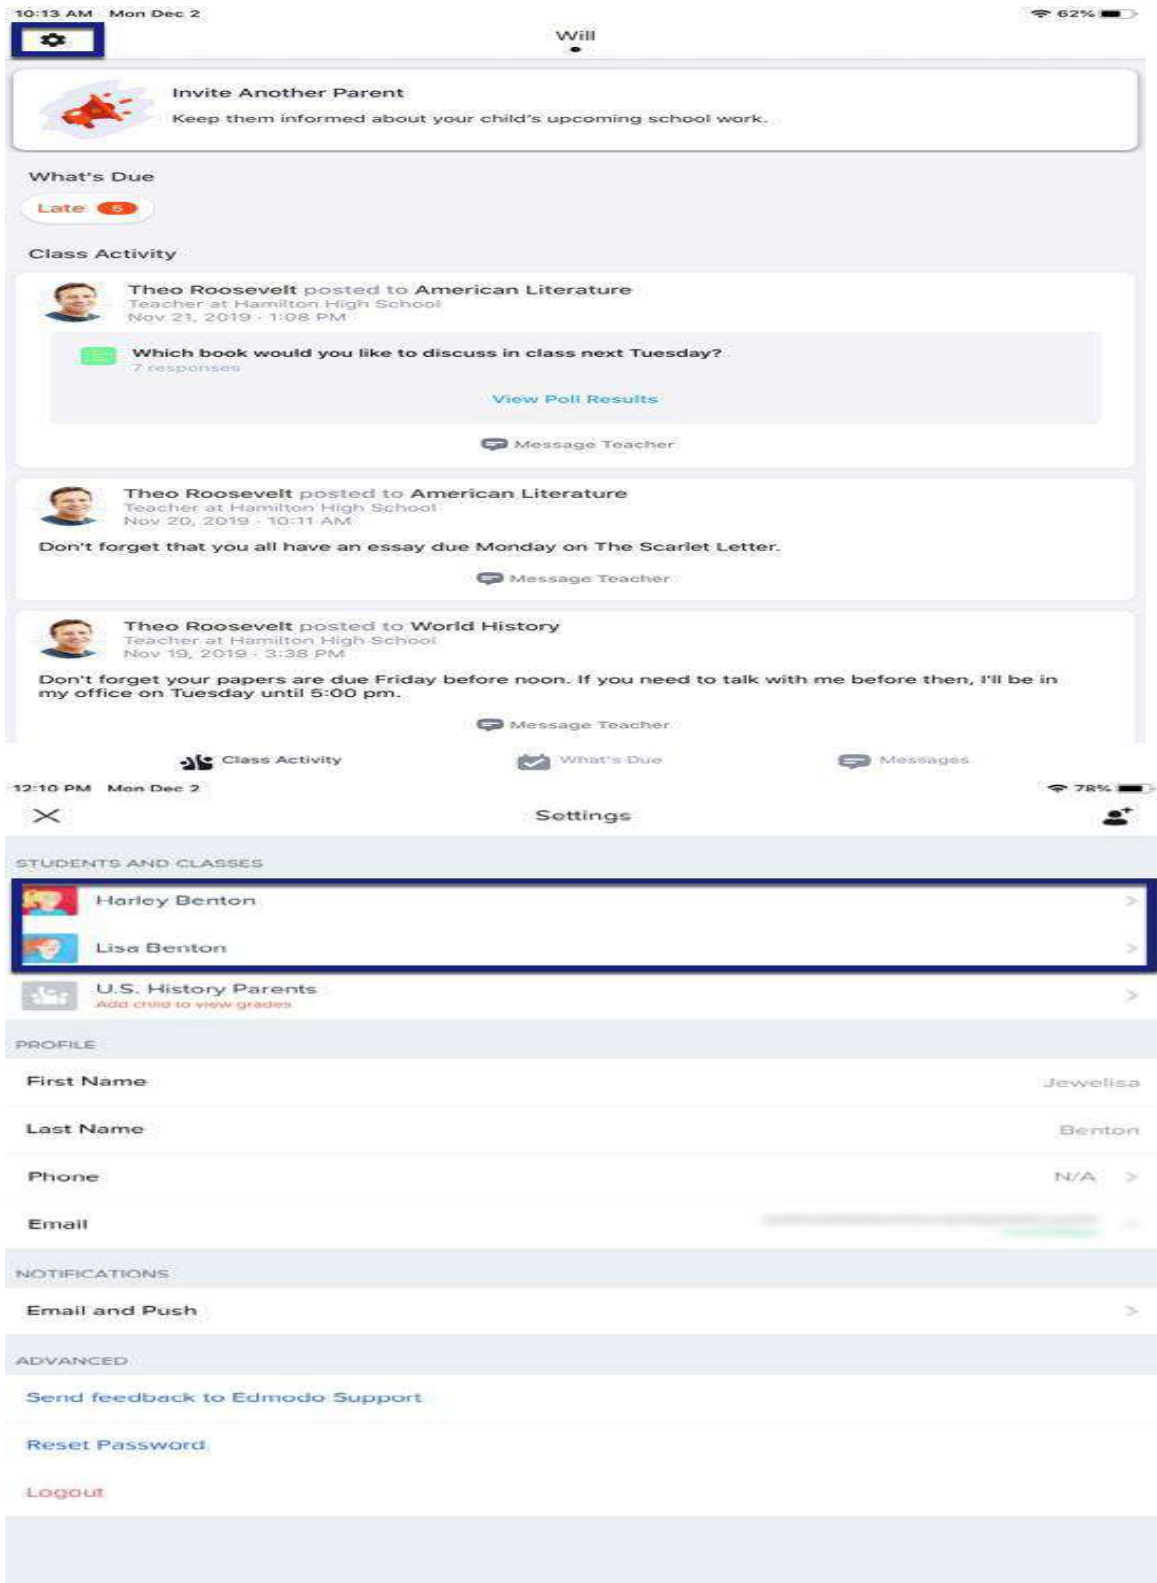 10:13 AM Mon Dec 2
62%
Will
Invite Another Parent
Keep them informed about your child's upcoming school work.
What's Due
Late 5
Class Activity
Theo Roosevelt posted to American Literature
Teacher at Hamilton High School
Nov 21, 2019 · 1:08 PM
Which book would you like to discuss in class next Tuesday?
7 responses
View Poll Results
Message Teacher
Theo Roosevelt posted to American Literature
Teacher at Hamilton High School
Nov 20, 2019 · 10:11 AM
Don't forget that you all have an essay due Monday on The Scarlet Letter.
Message Teacher
Theo Roosevelt posted to World History
Teacher at Hamilton High School
Nov 19, 2019 · 3:38 PM
Don't forget your papers are due Friday before noon. If you need to talk with me before then, I'll be in
my office on Tuesday until 5:00 pm.
Message Teacher
Class Activity What's Due Messages
12:10 PM Mon Dec 2
78%
Settings
STUDENTS AND CLASSES
Harley Benton
Lisa Benton
U.S. History Parents
Add child to view grades
PROFILE
First Name Jewelisa
Last Name Benton
Phone N/A
Email
NOTIFICATIONS
Email and Push
ADVANCED
Send feedback to Edmodo Support
Reset Password
Logout